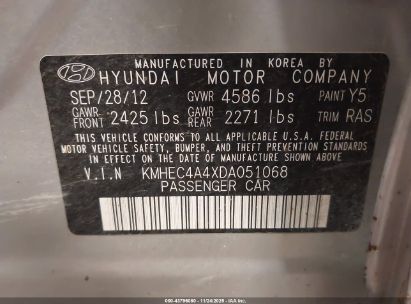 MANUFACTURED IN KOREA BY
HYUNDAI MOTOR COMPANY
SEP/28/12 GVWR 4586 lbs PAINT Y5
GAWR FRONT 2425 lbs GAWR REAR 2271 lbs TRIM RAS
THIS VEHICLE CONFORMS TO ALL APPLICABLE U.S.A. FEDERAL
MOTOR VEHICLE SAFETY, BUMPER, AND THEFT PREVENTION STANDARDS
IN EFFECT ON THE DATE OF MANUFACTURE SHOWN ABOVE.
V.I.N KMHEC4A4XDA051068
PASSENGER CAR